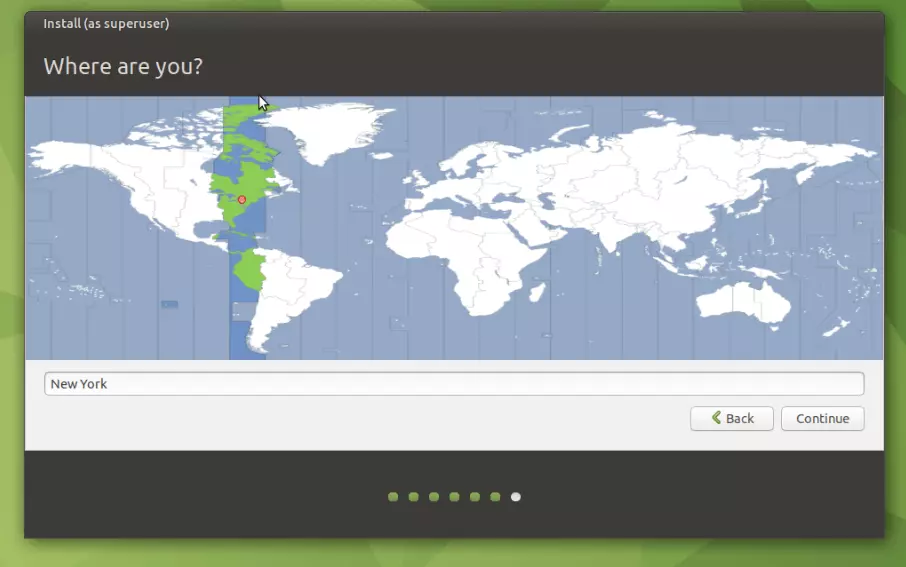 Install (as superuser)
Where are you?
New York
Back
Continue